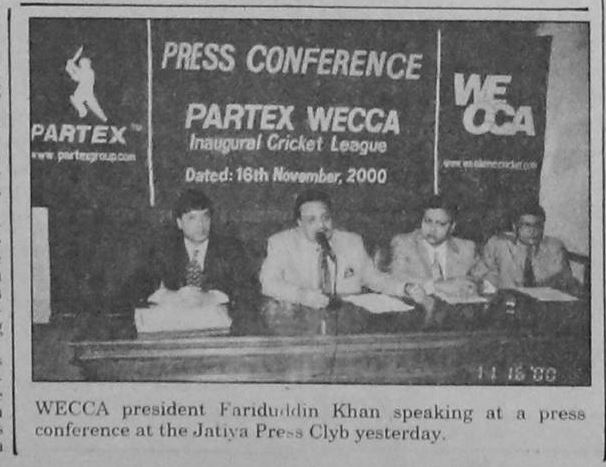 PRESS CONFERENCE
PARTEX WECCA
Inaugural Cricket League
Dated: 16th November, 2000
PARTEX™
www.partexgroup.com
WE
CCA
11 16 '00
WECCA president Fariduddin Khan speaking at a press
conference at the Jatiya Press Clyb yesterday.